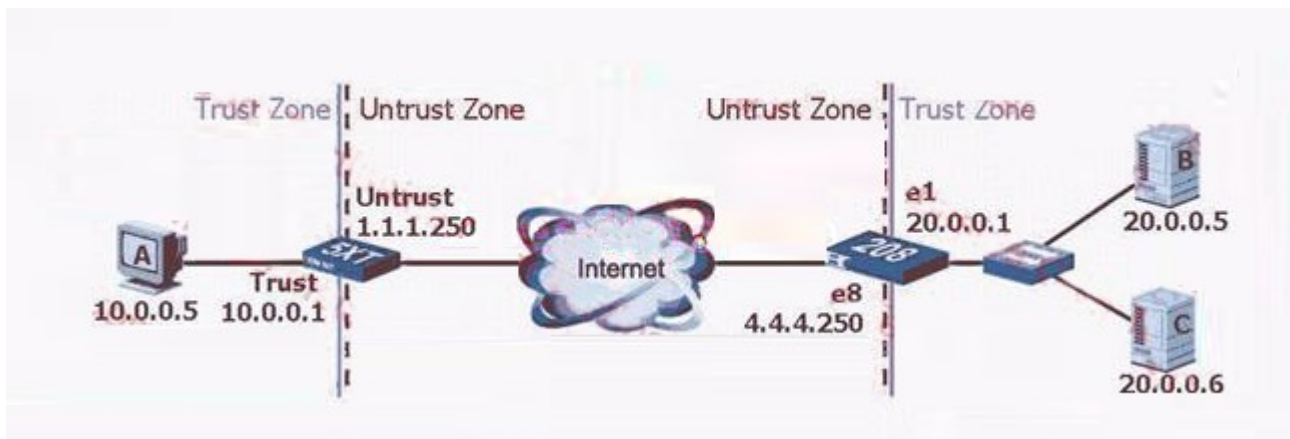 Trust Zone
Untrust Zone
Untrust Zone
Trust Zone
Untrust
1.1.1.250
e1
20.0.0.1
B
20.0.0.5
A
5XT
Internet
208
10.0.0.5
Trust
10.0.0.1
e8
4.4.4.250
C
20.0.0.6